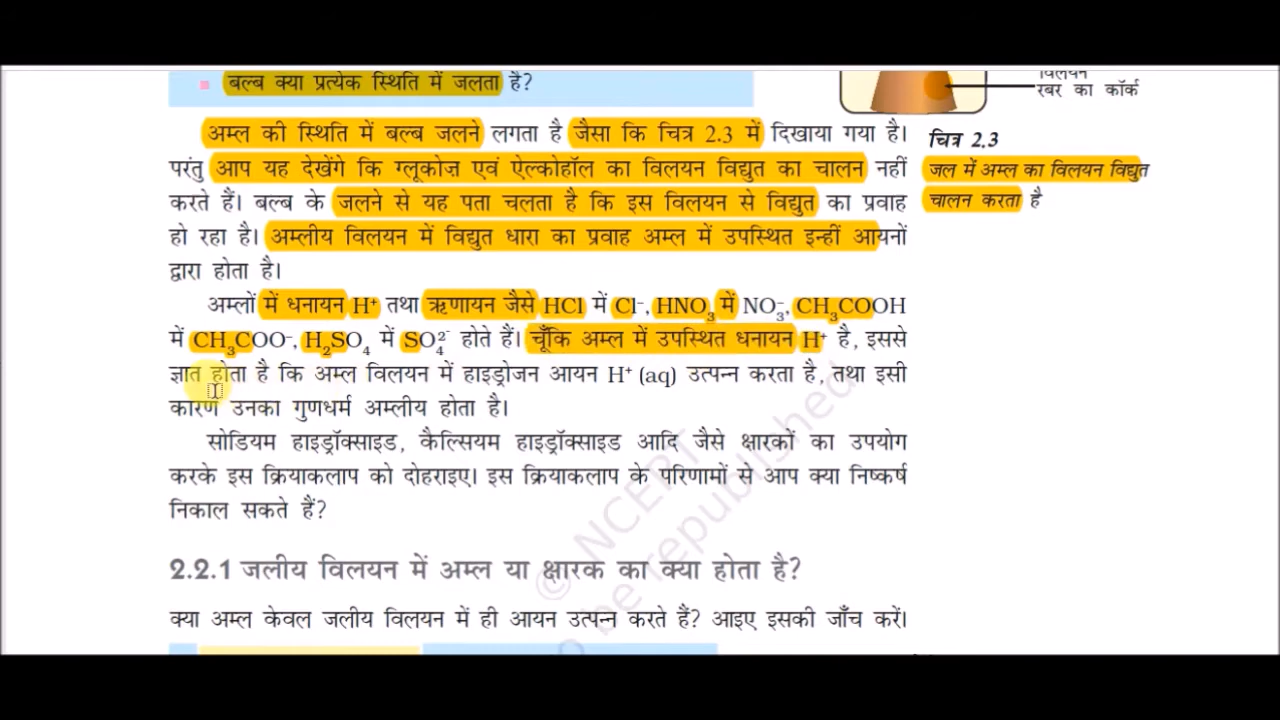 बल्ब क्या प्रत्येक स्थिति में जलता है?
विलयन
रबर का कॉर्क
अम्ल की स्थिति में बल्ब जलने लगता है जैसा कि चित्र 2.3 में दिखाया गया है।
परंतु आप यह देखेंगे कि ग्लूकोज़ एवं ऐल्कोहॉल का विलयन विद्युत का चालन नहीं
करते हैं। बल्ब के जलने से यह पता चलता है कि इस विलयन से विद्युत का प्रवाह
हो रहा है। अम्लीय विलयन में विद्युत धारा का प्रवाह अम्ल में उपस्थित इन्हीं आयनों
द्वारा होता है।
चित्र 2.3
जल में अम्ल का विलयन विद्युत
चालन करता है
अम्लों में धनायन H⁺ तथा ऋणायन जैसे HCl में Cl⁻, HNO₃ में NO₃⁻, CH₃COOH
में CH₃COO⁻, H₂SO₄ में SO₄²⁻ होते हैं। चूँकि अम्ल में उपस्थित धनायन H⁺ है, इससे
ज्ञात होता है कि अम्ल विलयन में हाइड्रोजन आयन H⁺ (aq) उत्पन्न करता है, तथा इसी
कारण उनका गुणधर्म अम्लीय होता है।
सोडियम हाइड्रॉक्साइड, कैल्सियम हाइड्रॉक्साइड आदि जैसे क्षारकों का उपयोग
करके इस क्रियाकलाप को दोहराइए। इस क्रियाकलाप के परिणामों से आप क्या निष्कर्ष
निकाल सकते हैं?
2.2.1 जलीय विलयन में अम्ल या क्षारक का क्या होता है?
क्या अम्ल केवल जलीय विलयन में ही आयन उत्पन्न करते हैं? आइए इसकी जाँच करें।
© NCERT
o be republished